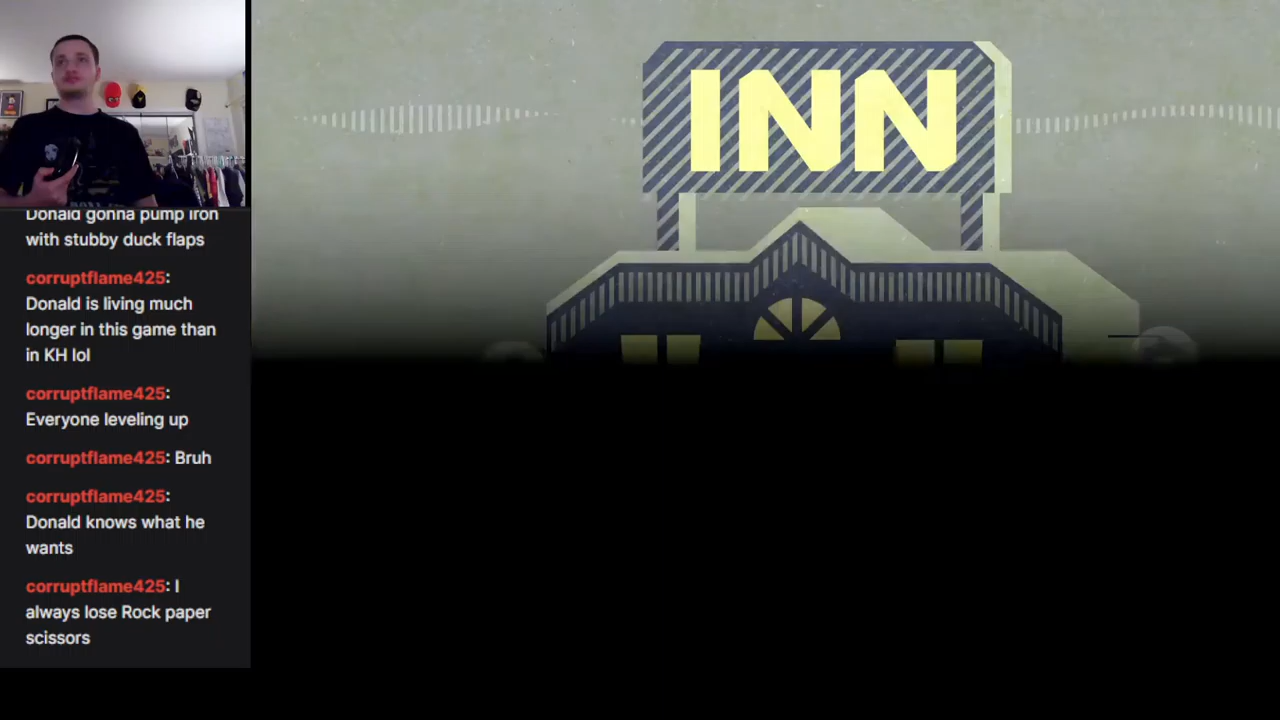 INN
Donald gonna pump iron
with stubby duck flaps
corruptflame425:
Donald is living much
longer in this game than
in KH lol
corruptflame425:
Everyone leveling up
corruptflame425: Bruh
corruptflame425:
Donald knows what he
wants
corruptflame425: I
always lose Rock paper
scissors